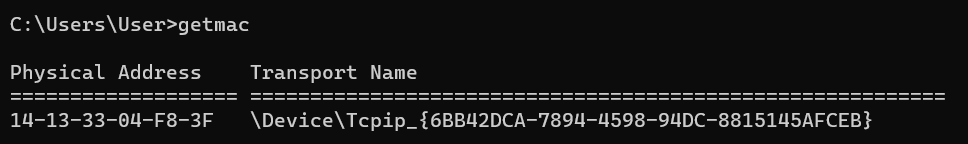 C:\Users\User>getmac
Physical Address    Transport Name
=================== ==========================================================
14-13-33-04-F8-3F   \Device\Tcpip_{6BB42DCA-7894-4598-94DC-8815145AFCEB}